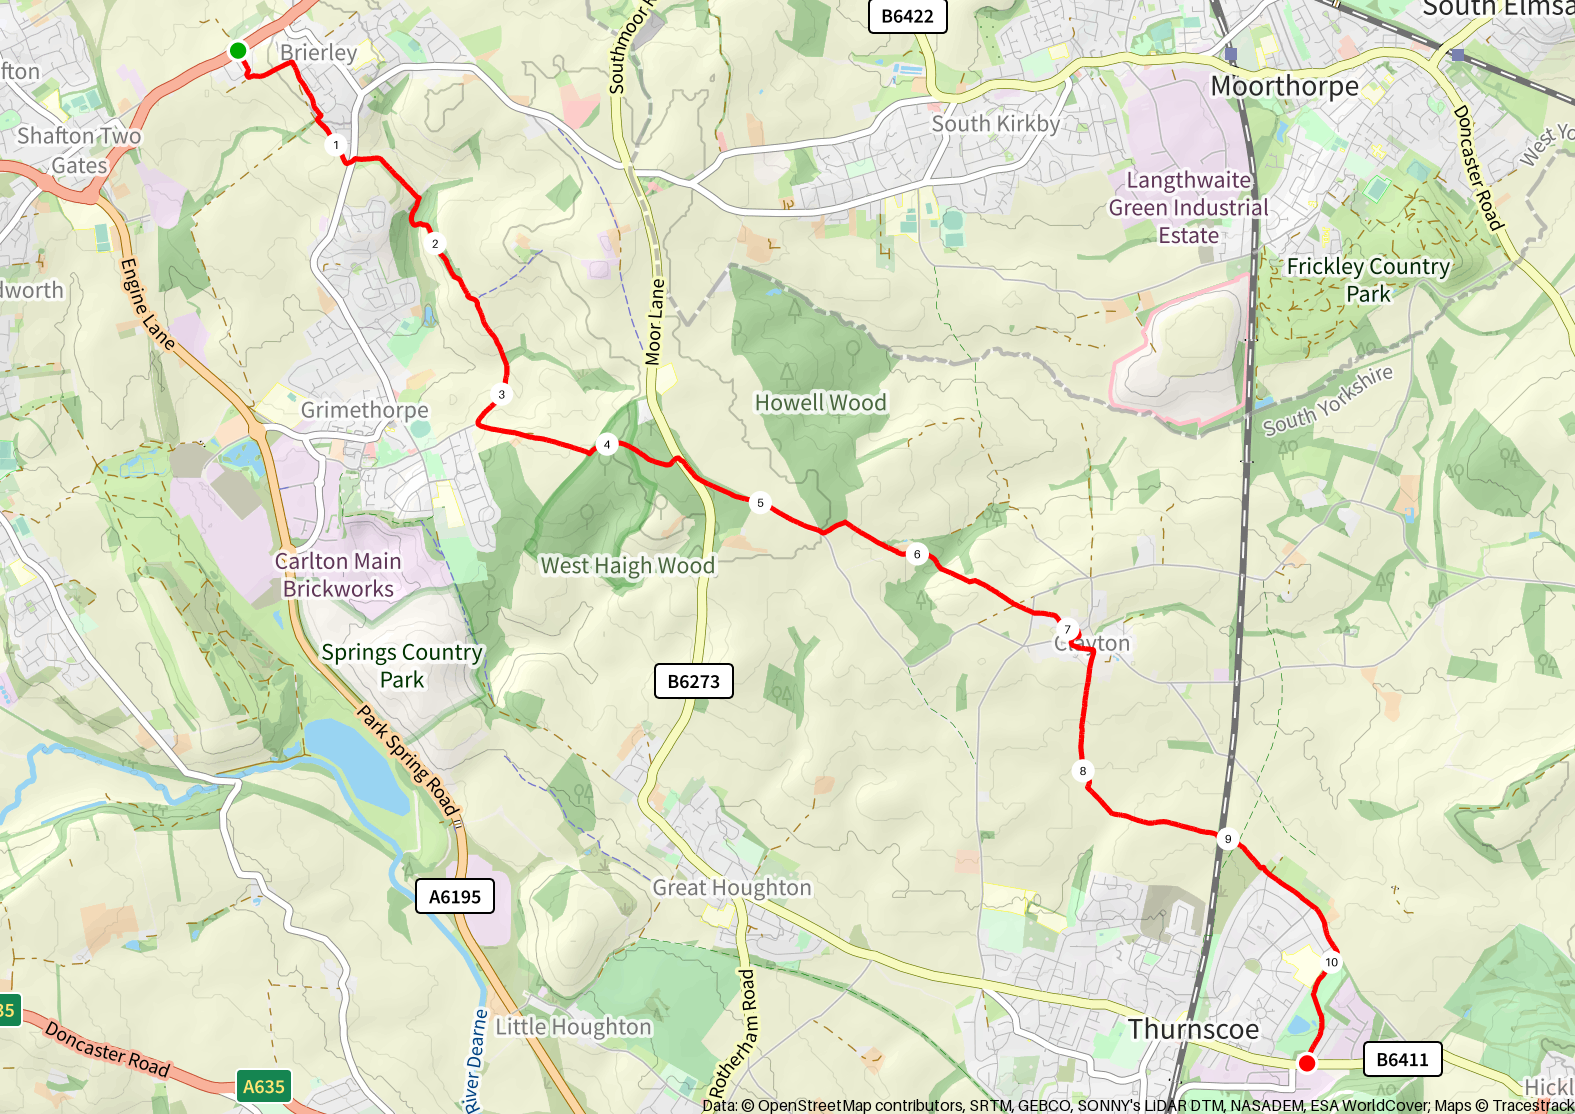 B6422
South Elmsa
Southmoor R
Brierley
fton
Moorthorpe
South Kirkby
Shafton Two
Gates
Doncaster Road
West Yo
1
Langthwaite
Green Industrial
Estate
2
Engine Lane
dworth
Moor Lane
Frickley Country
Park
3
Howell Wood
South Yorkshire
Grimethorpe
4
5
Carlton Main
Brickworks
West Haigh Wood
6
7
Clayton
Springs Country
Park
B6273
Park Spring Road
8
9
A6195
Great Houghton
10
35
Doncaster Road
Little Houghton
Rotherham Road
River Dearne
Thurnscoe
B6411
A635
Hickl
Data: © OpenStreetMap contributors, SRTM, GEBCO, SONNY's LIDAR DTM, NASADEM, ESA WorldCover, Maps © Tracestrack